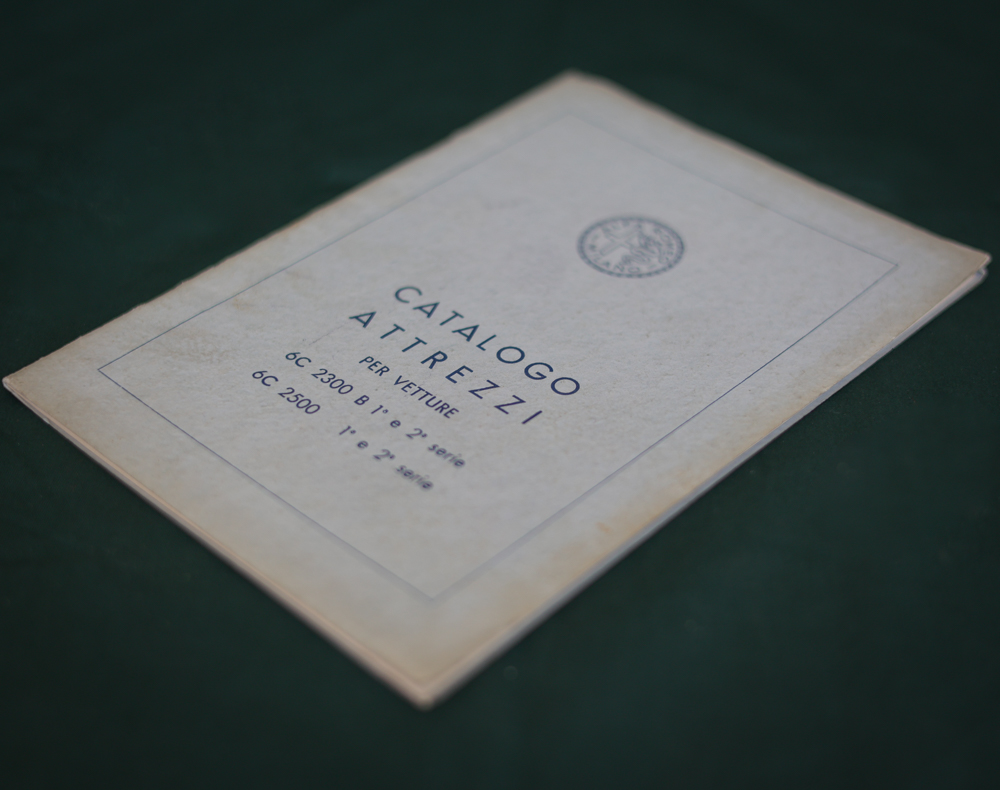 CATALOGO
ATTREZZI
PER VETTURE
6C 2300 B 1ª e 2ª serie
6C 2500 1ª e 2ª serie